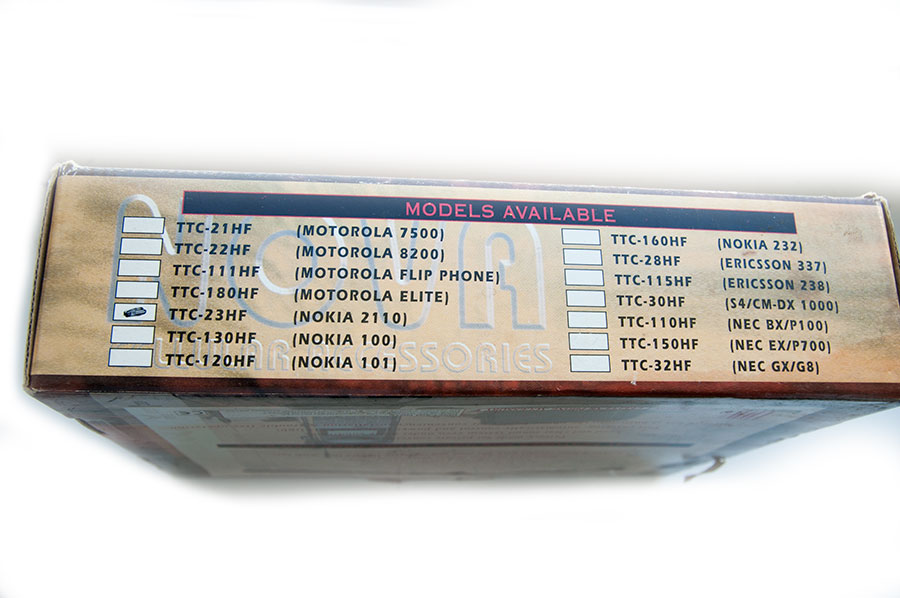 MODELS AVAILABLE
NOVA
LLULAR ACCESSORIES
TTC-21HF (MOTOROLA 7500)
TTC-22HF (MOTOROLA 8200)
TTC-111HF (MOTOROLA FLIP PHONE)
TTC-180HF (MOTOROLA ELITE)
TTC-23HF (NOKIA 2110)
TTC-130HF (NOKIA 100)
TTC-120HF (NOKIA 101)
TTC-160HF (NOKIA 232)
TTC-28HF (ERICSSON 337)
TTC-115HF (ERICSSON 238)
TTC-30HF (S4/CM-DX 1000)
TTC-110HF (NEC BX/P100)
TTC-150HF (NEC EX/P700)
TTC-32HF (NEC GX/G8)